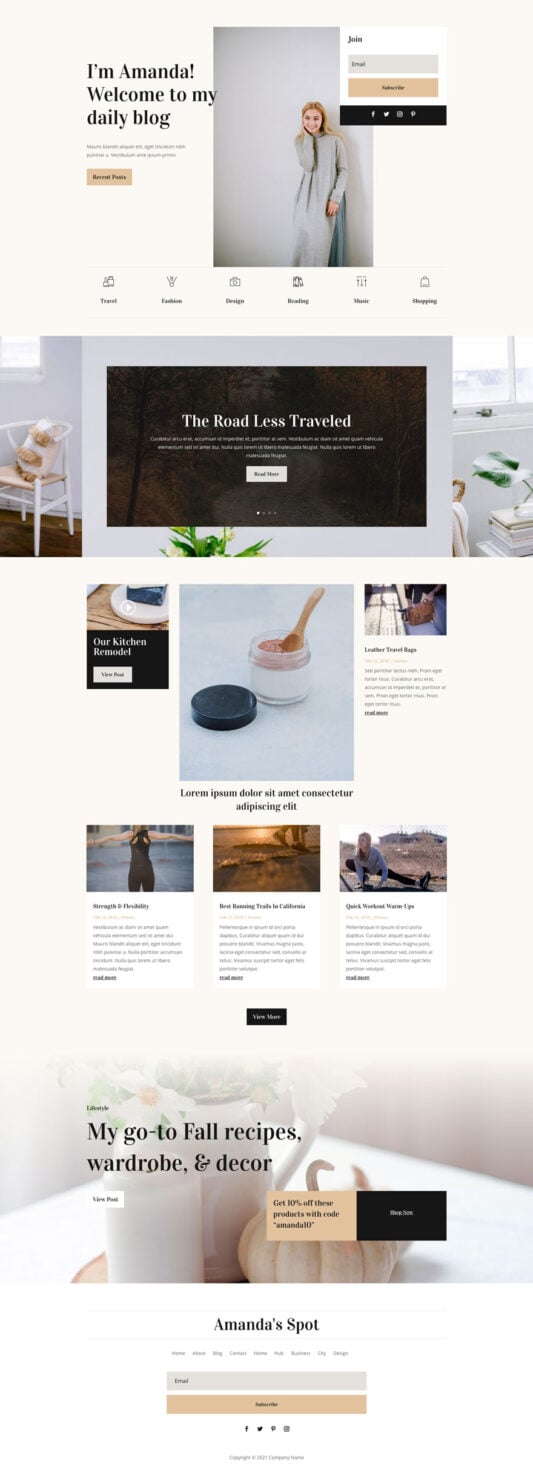 I'm Amanda!
Welcome to my
daily blog
Mauris blandit aliquet elit, eget tincidunt nibh
pulvinar a. Vestibulum ante ipsum primis
Recent Posts
Join
Email
Subscribe
Travel
Fashion
Design
Reading
Music
Shopping
The Road Less Traveled
Curabitur arcu erat, accumsan id imperdiet et, porttitor at sem. Vestibulum ac diam sit amet quam vehicula
elementum sed sit amet dui. Nulla quis lorem ut libero malesuada feugiat. Nulla quis lorem ut libero
malesuada feugiat.
Read More
Our Kitchen
Remodel
View Post
Lorem ipsum dolor sit amet consectetur
adipiscing elit
Leather Travel Bags
Feb 12, 2019 | Fashion
Sed porttitor lectus nibh. Proin eget
tortor risus. Curabitur arcu erat,
accumsan id imperdiet et, porttitor at
sem. Proin eget tortor risus. Proin
eget tortor risus.
read more
Strength & Flexibility
Feb 12, 2019 | Fitness
Vestibulum ac diam sit amet quam
vehicula elementum sed sit amet dui.
Mauris blandit aliquet elit, eget tincidunt
nibh pulvinar a. Nulla porttitor accumsan
tincidunt. Nulla quis lorem ut libero
malesuada feugiat.
read more
Best Running Trails In California
Feb 12, 2019 | Fitness
Pellentesque in ipsum id orci porta
dapibus. Curabitur aliquet quam id dui
posuere blandit. Vivamus magna justo,
lacinia eget consectetur sed, convallis at
tellus. Vivamus suscipit tortor eget felis
porttitor volutpat.
read more
Quick Workout Warm-Ups
Feb 12, 2019 | Fitness
Pellentesque in ipsum id orci porta
dapibus. Curabitur aliquet quam id dui
posuere blandit. Vivamus magna justo,
lacinia eget consectetur sed, convallis at
tellus. Vivamus suscipit tortor eget felis
porttitor volutpat.
read more
View More
Lifestyle
My go-to Fall recipes,
wardrobe, & decor
View Post
Get 10% off these
products with code
“amanda10”
Shop Now
Amanda's Spot
Home About Blog Contact Home Hub Business City Design
Email
Subscribe
Copyright © 2021 Company Name